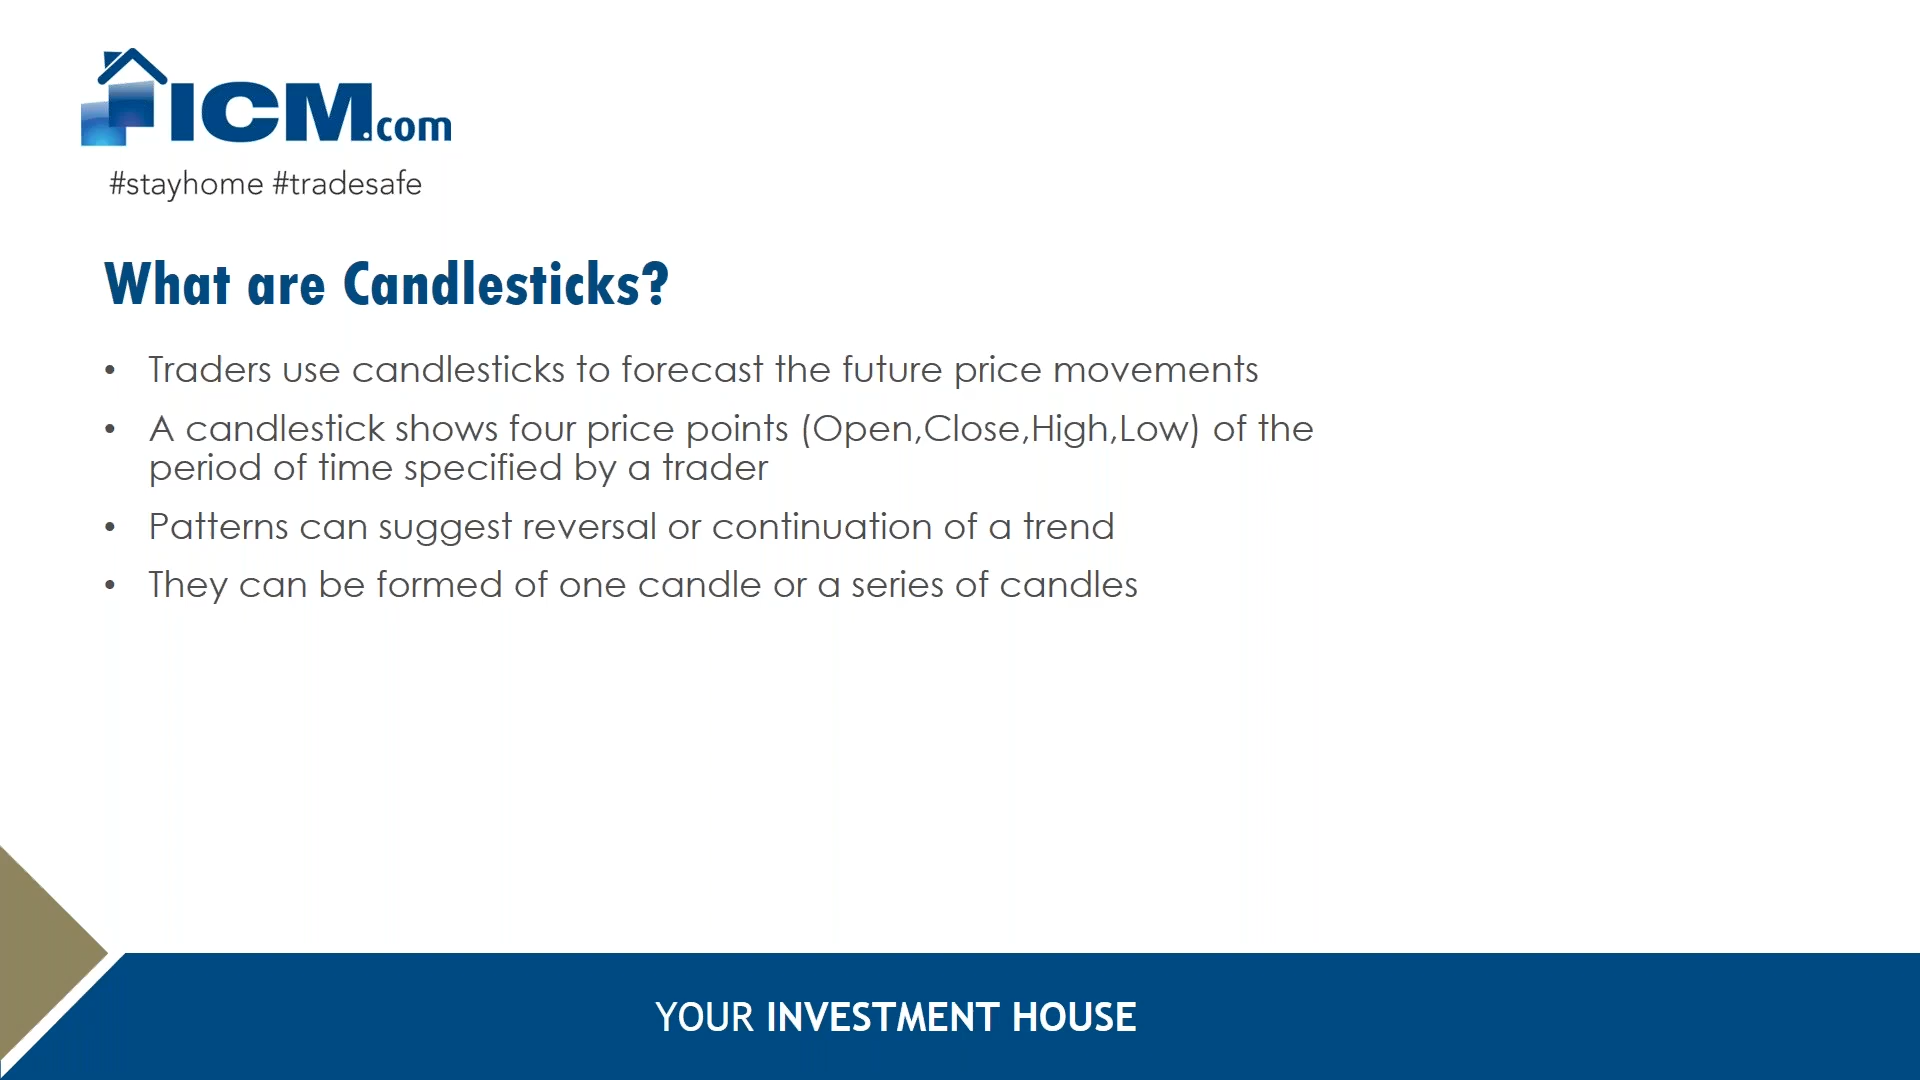 ICM.com
#stayhome #tradesafe
What are Candlesticks?
• Traders use candlesticks to forecast the future price movements
• A candlestick shows four price points (Open,Close,High,Low) of the
period of time specified by a trader
• Patterns can suggest reversal or continuation of a trend
• They can be formed of one candle or a series of candles
YOUR INVESTMENT HOUSE